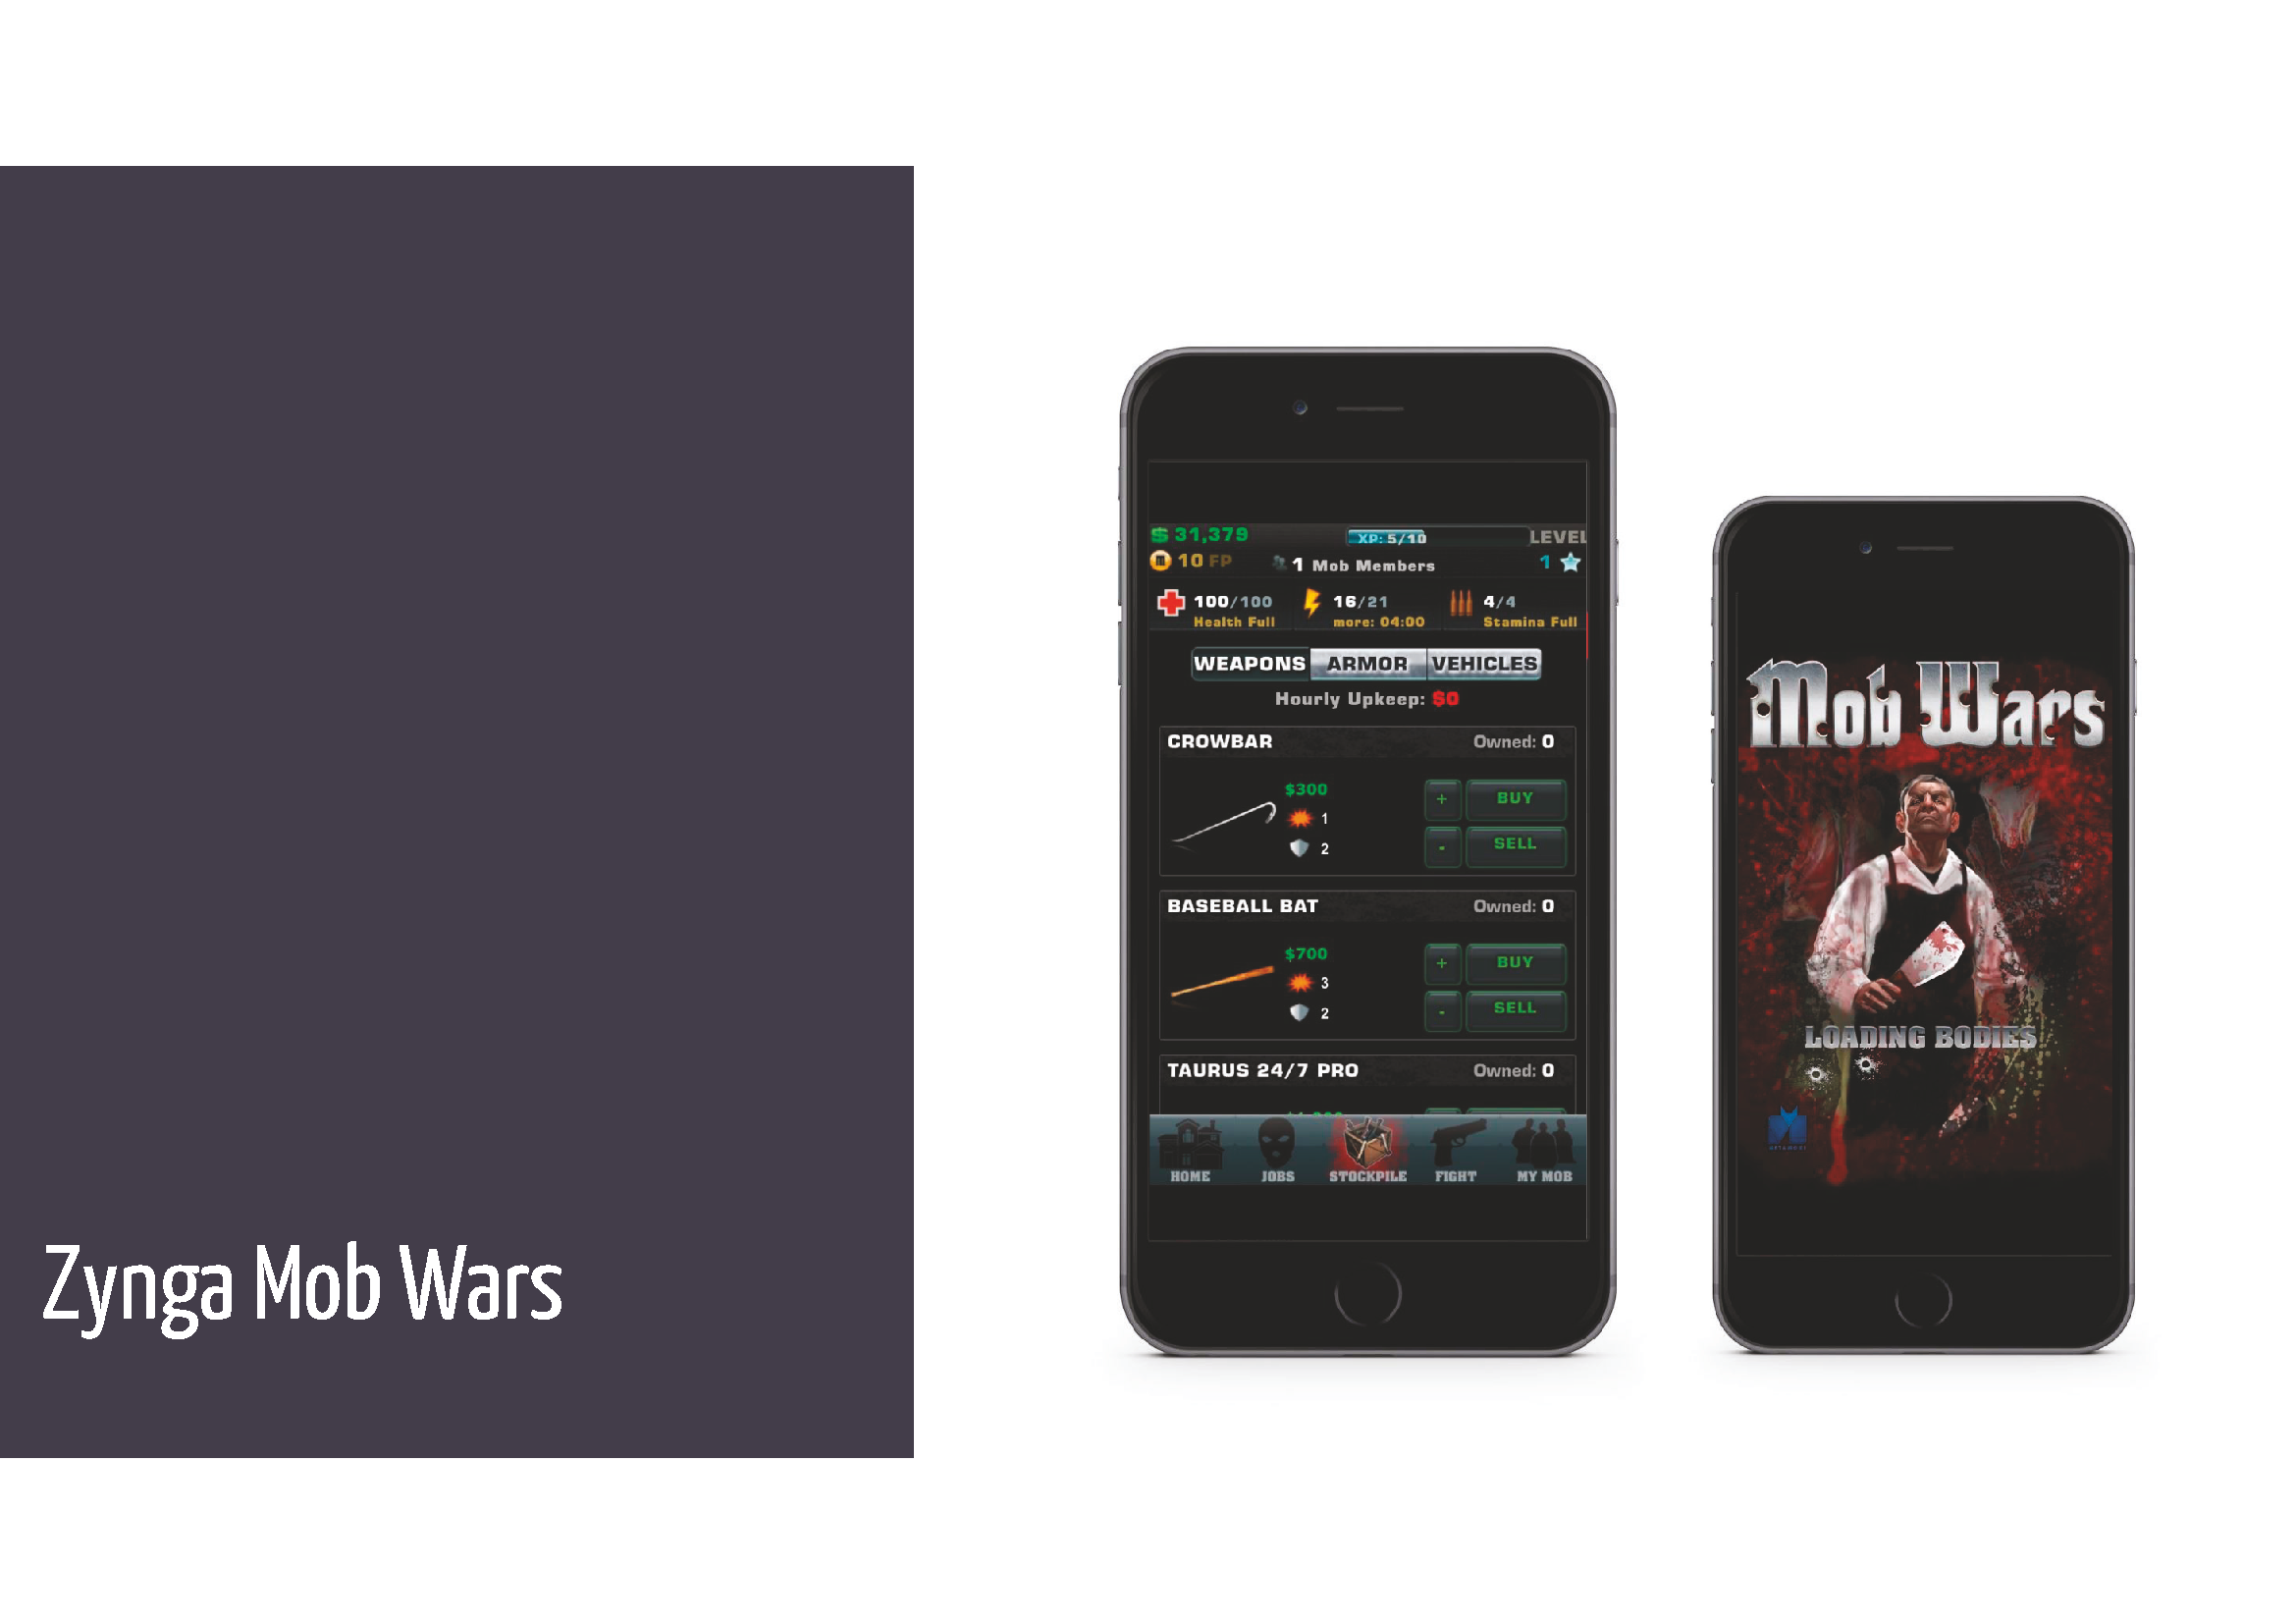 Zynga Mob Wars
$ 31,379
XP: 5/10
LEVEL
10 FP
1 Mob Members
1
100/100
16/21
4/4
Health Full
more: 04:00
Stamina Full
WEAPONS ARMOR VEHICLES
Hourly Upkeep: $0
CROWBAR
Owned: 0
$300
1
2
+ BUY
- SELL
BASEBALL BAT
Owned: 0
$700
3
2
+ BUY
- SELL
TAURUS 24/7 PRO
Owned: 0
HOME JOBS STOCKPILE FIGHT MY MOB
Mob Wars
LOADING BODIES